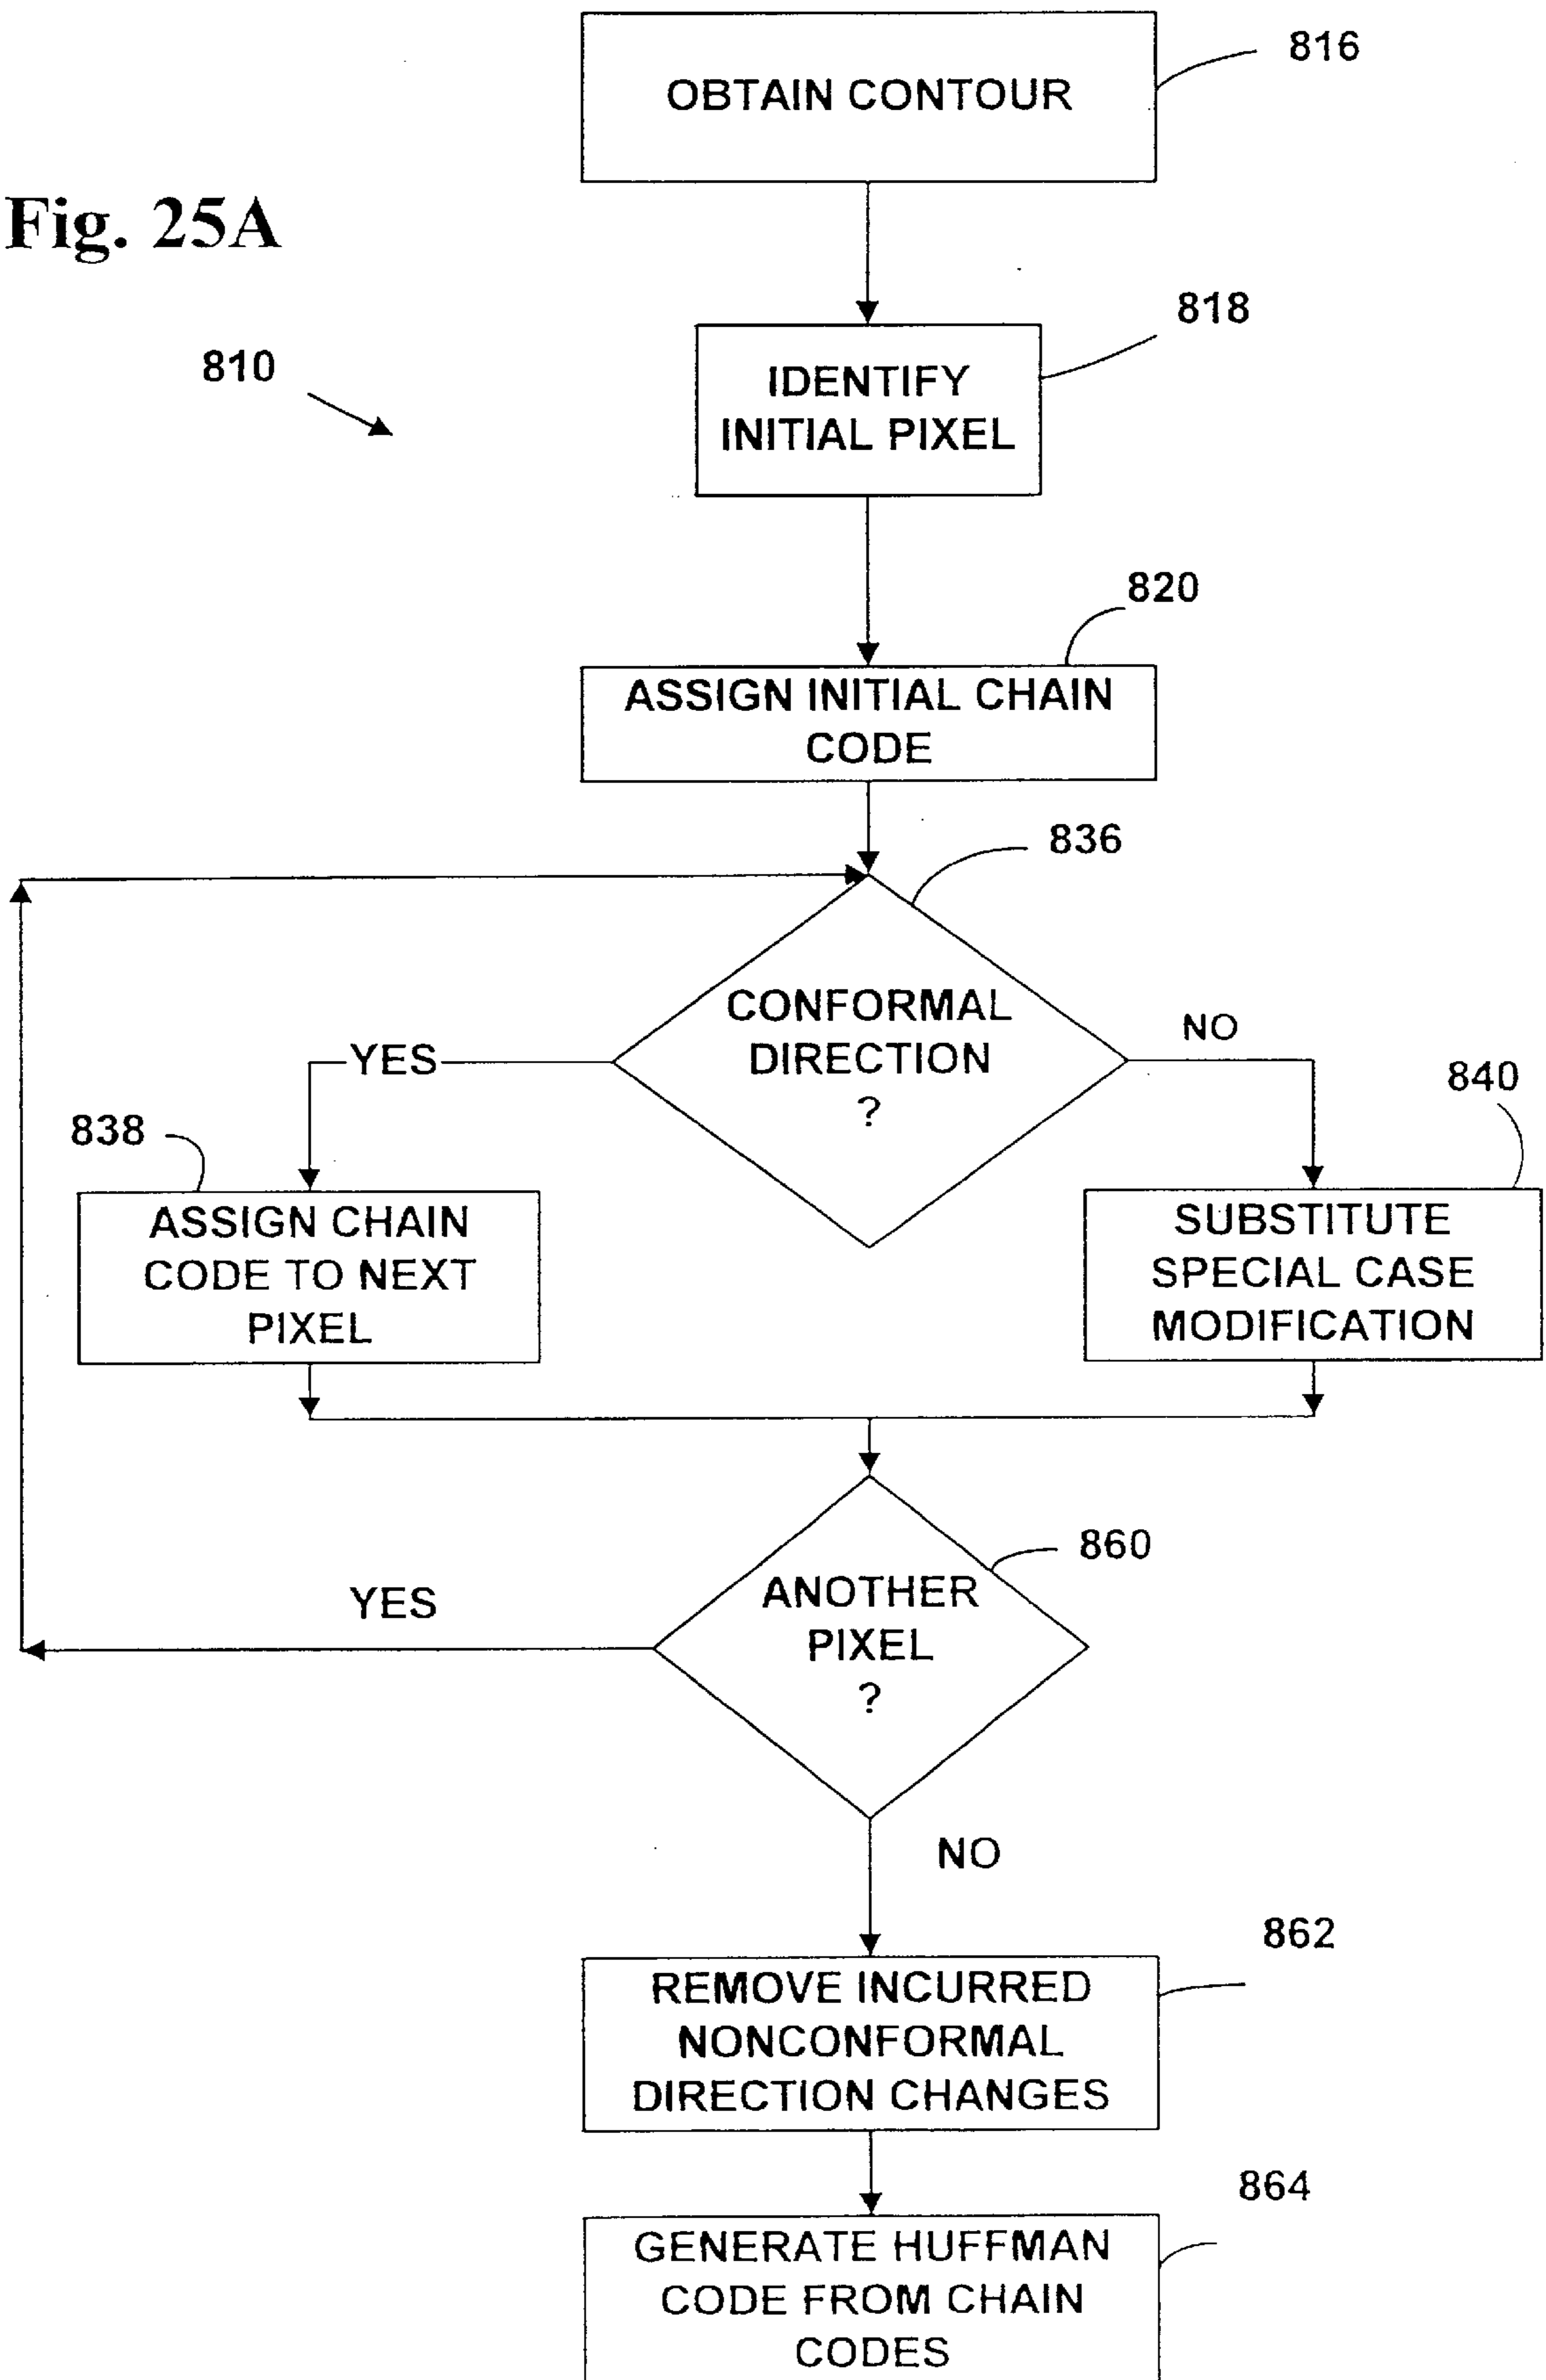 816
OBTAIN CONTOUR
Fig. 25A
818
810
IDENTIFY
INITIAL PIXEL
820
ASSIGN INITIAL CHAIN
CODE
836
CONFORMAL
DIRECTION
?
YES
NO
840
838
ASSIGN CHAIN
CODE TO NEXT
PIXEL
SUBSTITUTE
SPECIAL CASE
MODIFICATION
860
ANOTHER
PIXEL
?
YES
NO
862
REMOVE INCURRED
NONCONFORMAL
DIRECTION CHANGES
864
GENERATE HUFFMAN
CODE FROM CHAIN
CODES